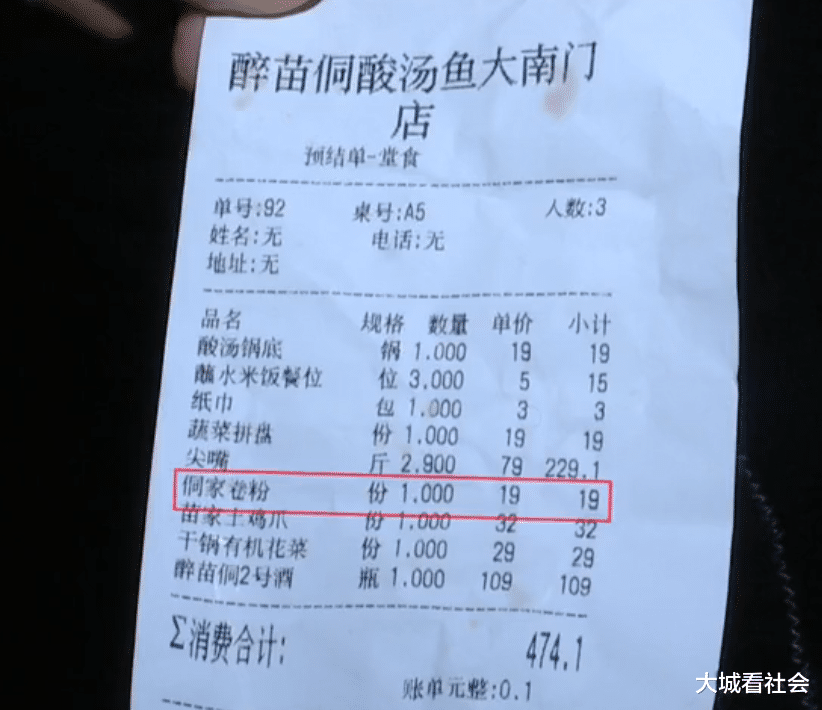 醉苗侗酸汤鱼大南门
店
预结单-堂食
单号:92 桌号:A5 人数:3
姓名:无 电话:无
地址:无
品名 规格 数量 单价 小计
酸汤锅底 锅 1.000 19 19
蘸水米饭餐位 位 3.000 5 15
纸巾 包 1.000 3 3
蔬菜拼盘 份 1.000 19 19
尖嘴 斤 2.900 79 229.1
侗家卷粉 份 1.000 19 19
苗家土鸡爪 份 1.000 32 32
干锅有机花菜 份 1.000 29 29
醉苗侗2号酒 瓶 1.000 109 109
Σ消费合计: 474.1
账单元整:0.1
大城看社会